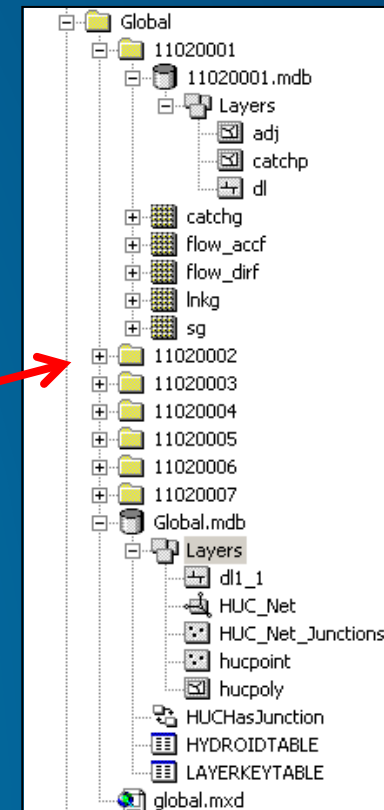 Global
11020001
11020001.mdb
Layers
adj
catchp
dl
catchg
flow_accf
flow_dirf
lnkg
sg
11020002
11020003
11020004
11020005
11020006
11020007
Global.mdb
Layers
dl1_1
HUC_Net
HUC_Net_Junctions
hucpoint
hucpoly
HUCHasJunction
HYDROIDTABLE
LAYERKEYTABLE
global.mxd